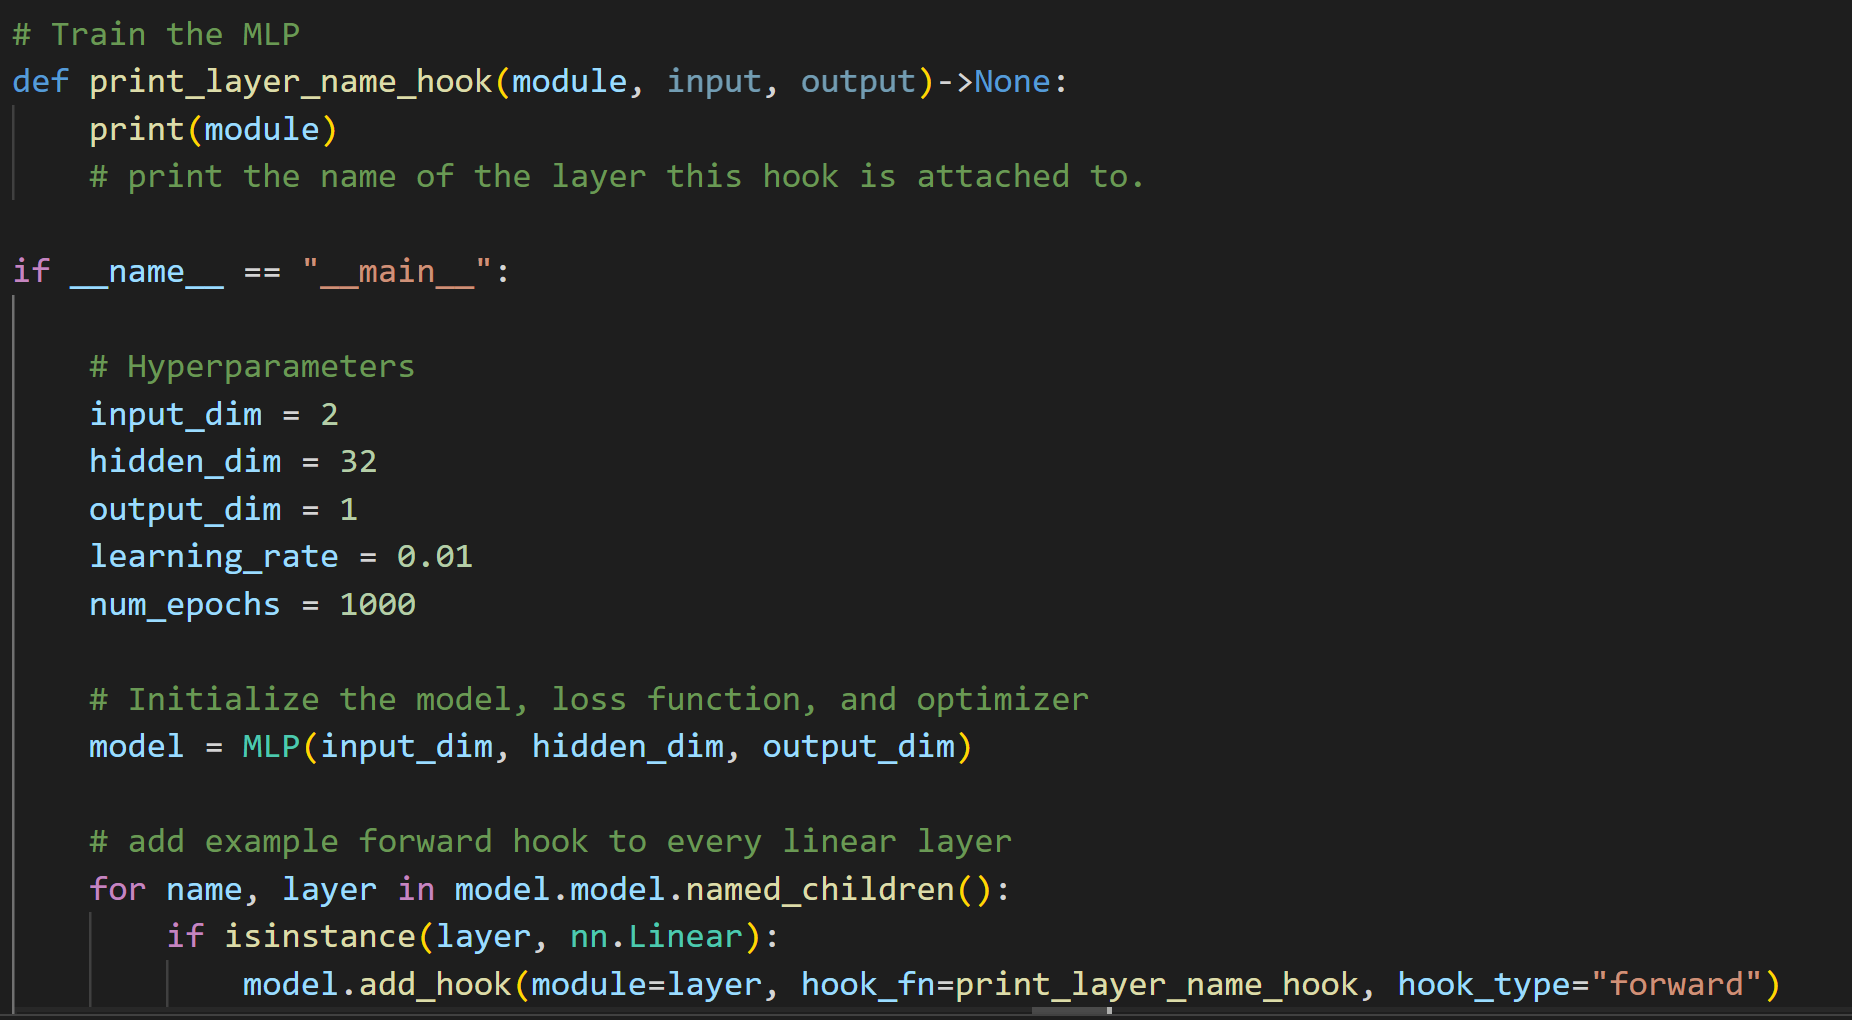 # Train the MLP
def print_layer_name_hook(module, input, output)->None:
    print(module)
    # print the name of the layer this hook is attached to.
if __name__ == "__main__":
    # Hyperparameters
    input_dim = 2
    hidden_dim = 32
    output_dim = 1
    learning_rate = 0.01
    num_epochs = 1000
    # Initialize the model, loss function, and optimizer
    model = MLP(input_dim, hidden_dim, output_dim)
    # add example forward hook to every linear layer
    for name, layer in model.model.named_children():
        if isinstance(layer, nn.Linear):
            model.add_hook(module=layer, hook_fn=print_layer_name_hook, hook_type="forward")